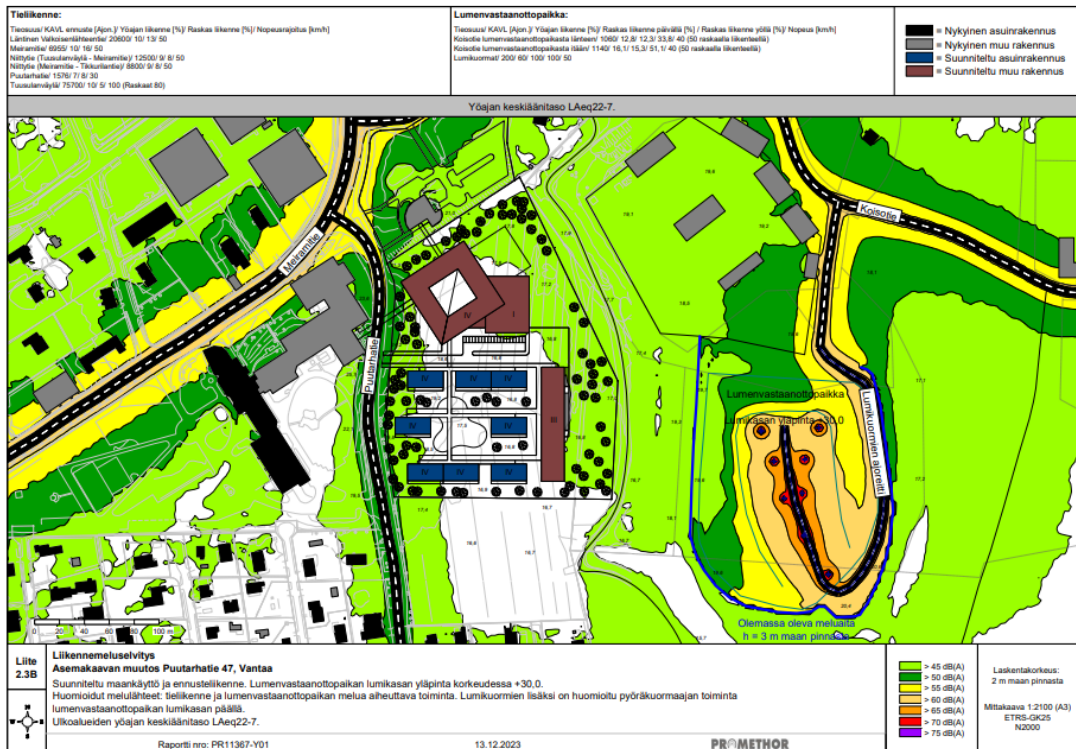 Tieliikenne:
Tieosuus/ KAVL ennuste [Ajon.]/ Yöajan liikenne [%]/ Raskas liikenne [%]/ Nopeusrajoitus [km/h]
Läntinen Valkoisenlähteentie/ 20600/ 10/ 13/ 50
Meiramitie/ 6955/ 10/ 16/ 50
Niittytie (Tuusulanväylä - Meiramitie)/ 12500/ 9/ 8/ 50
Niittytie (Meiramitie - Tikkurilantie)/ 8800/ 9/ 8/ 50
Puutarhatie/ 1576/ 7/ 8/ 30
Tuusulanväylä/ 75700/ 10/ 5/ 100 (Raskaat 80)
Lumenvastaanottopaikka:
Tieosuus/ KAVL [Ajon.]/ Yöajan liikenne [%]/ Raskas liikenne päivällä [%] / Raskas liikenne yöllä [%]/ Nopeus [km/h]
Koisotie lumenvastaanottopaikasta länteen/ 1060/ 12,8/ 12,3/ 33,8/ 40 (50 raskaalla liikenteellä)
Koisotie lumenvastaanottopaikasta itään/ 1140/ 16,1/ 15,3/ 51,1/ 40 (50 raskaalla liikenteellä)
Lumikuormat/ 200/ 60/ 100/ 100/ 50
= Nykyinen asuinrakennus
= Nykyinen muu rakennus
= Suunniteltu asuinrakennus
= Suunniteltu muu rakennus
Yöajan keskiäänitaso LAeq22-7.
Meiramitie
Puutarhatie
Koisotie
IV
I
IV IV IV
IV IV
III
IV IV IV
Lumenvastaanottopaikka
Lumikasan yläpinta +30,0
Lumikuormien ajoreitti
Olemassa oleva meluaita
h = 3 m maan pinnasta
0 20 40 60 80 100 m
Liite
2.3B
Liikennemeluselvitys
Asemakaavan muutos Puutarhatie 47, Vantaa
Suunniteltu maankäyttö ja ennusteliikenne. Lumenvastaanottopaikan lumikasan yläpinta korkeudessa +30,0.
Huomioidut melulähteet: tieliikenne ja lumenvastaanottopaikan melua aiheuttava toiminta. Lumikuormien lisäksi on huomioitu pyöräkuormaajan toiminta
lumenvastaanottopaikan lumikasan päällä.
Ulkoalueiden yöajan keskiäänitaso LAeq22-7.
Raportti nro: PR11367-Y01
13.12.2023
PROMETHOR
> 45 dB(A)
> 50 dB(A)
> 55 dB(A)
> 60 dB(A)
> 65 dB(A)
> 70 dB(A)
> 75 dB(A)
Laskentakorkeus:
2 m maan pinnasta
Mittakaava 1:2100 (A3)
ETRS-GK25
N2000